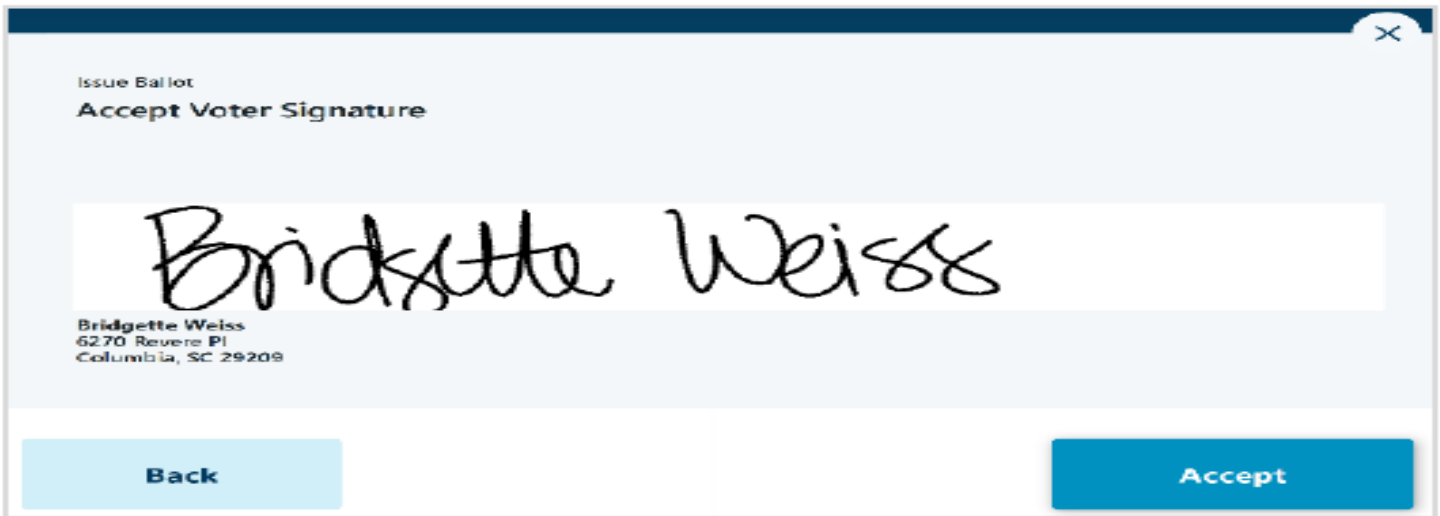 Issue Ballot
Accept Voter Signature
Bridgette Weiss
Bridgette Weiss
6270 Revere Pl
Columbia, SC 29209
Back
Accept